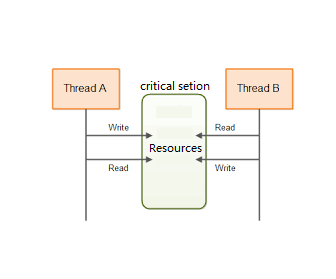 critical setion
Thread A
Thread B
Write
Read
Resources
Read
Write